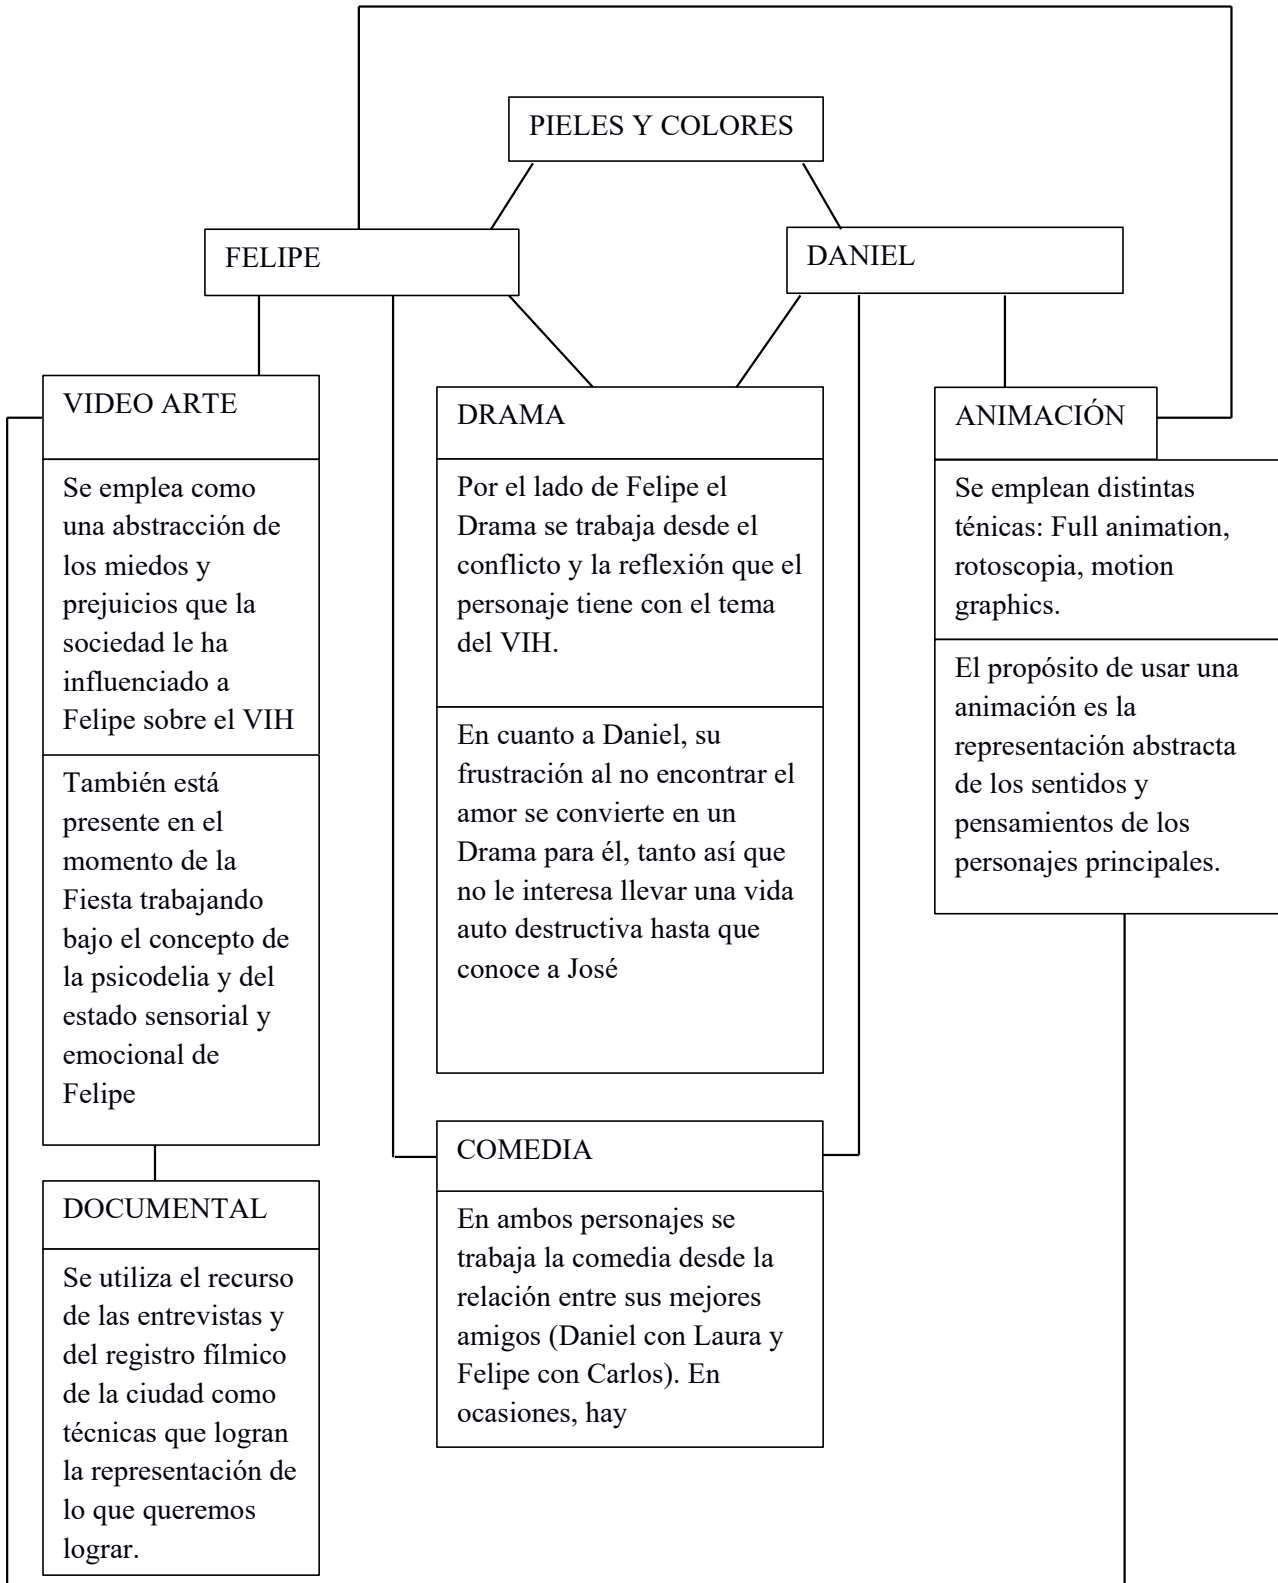 PIELES Y COLORES
FELIPE
DANIEL
VIDEO ARTE
Se emplea como
una abstracción de
los miedos y
prejuicios que la
sociedad le ha
influenciado a
Felipe sobre el VIH
También está
presente en el
momento de la
Fiesta trabajando
bajo el concepto de
la psicodelia y del
estado sensorial y
emocional de
Felipe
DOCUMENTAL
Se utiliza el recurso
de las entrevistas y
del registro fílmico
de la ciudad como
técnicas que logran
la representación de
lo que queremos
lograr.
DRAMA
Por el lado de Felipe el
Drama se trabaja desde el
conflicto y la reflexión que el
personaje tiene con el tema
del VIH.
En cuanto a Daniel, su
frustración al no encontrar el
amor se convierte en un
Drama para él, tanto así que
no le interesa llevar una vida
auto destructiva hasta que
conoce a José
COMEDIA
En ambos personajes se
trabaja la comedia desde la
relación entre sus mejores
amigos (Daniel con Laura y
Felipe con Carlos). En
ocasiones, hay
ANIMACIÓN
Se emplean distintas
ténicas: Full animation,
rotoscopia, motion
graphics.
El propósito de usar una
animación es la
representación abstracta
de los sentidos y
pensamientos de los
personajes principales.